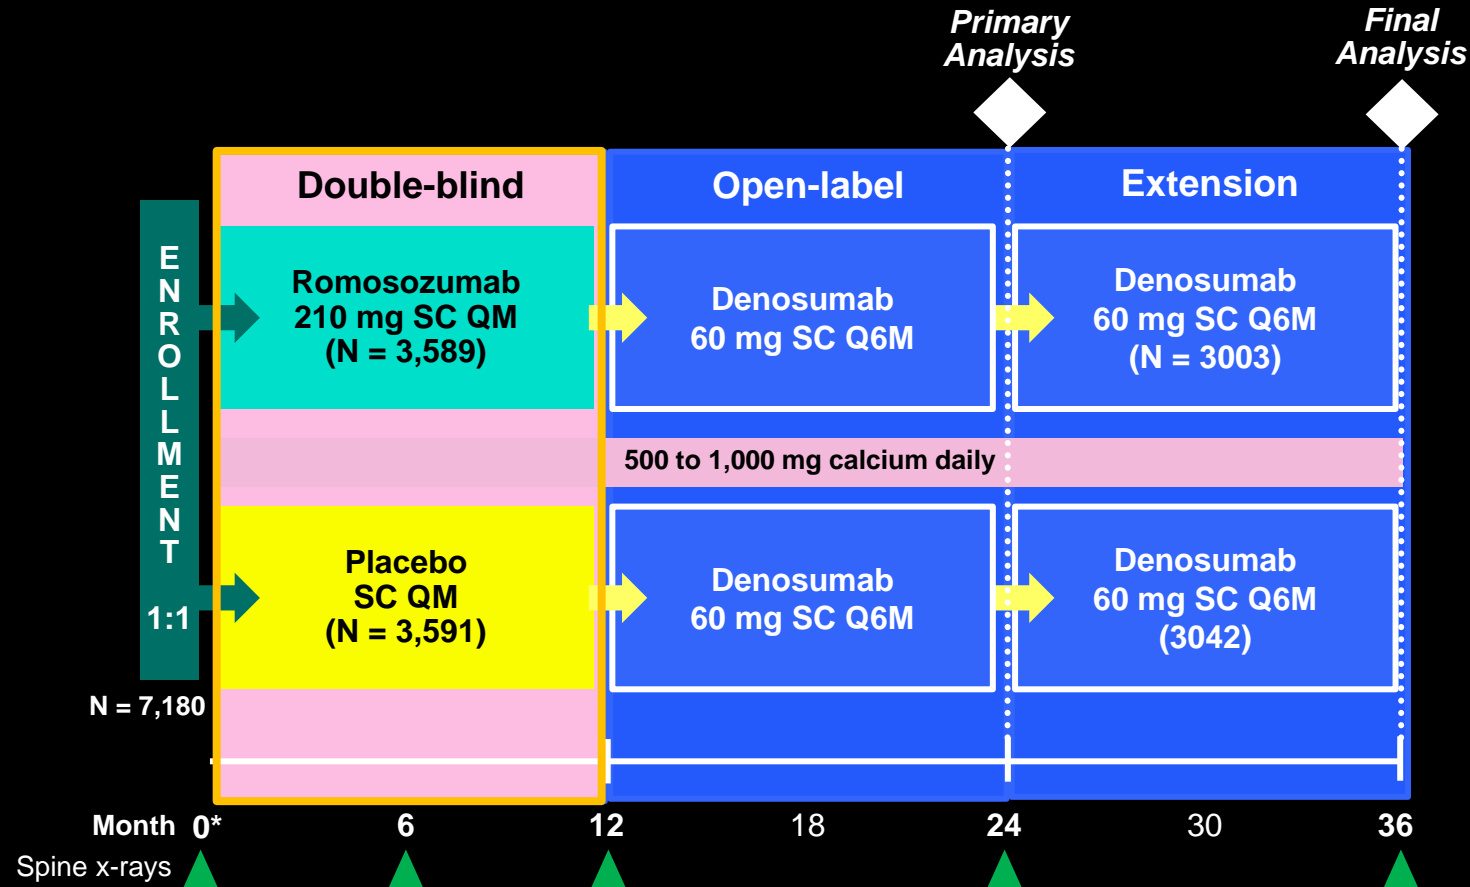 Primary
Analysis
Final
Analysis
Double-blind
Open-label
Extension
ENROLLMENT
1:1
N = 7,180
Romosozumab
210 mg SC QM
(N = 3,589)
Denosumab
60 mg SC Q6M
Denosumab
60 mg SC Q6M
(N = 3003)
500 to 1,000 mg calcium daily
Placebo
SC QM
(N = 3,591)
Denosumab
60 mg SC Q6M
Denosumab
60 mg SC Q6M
(3042)
Month 0* 6 12 18 24 30 36
Spine x-rays